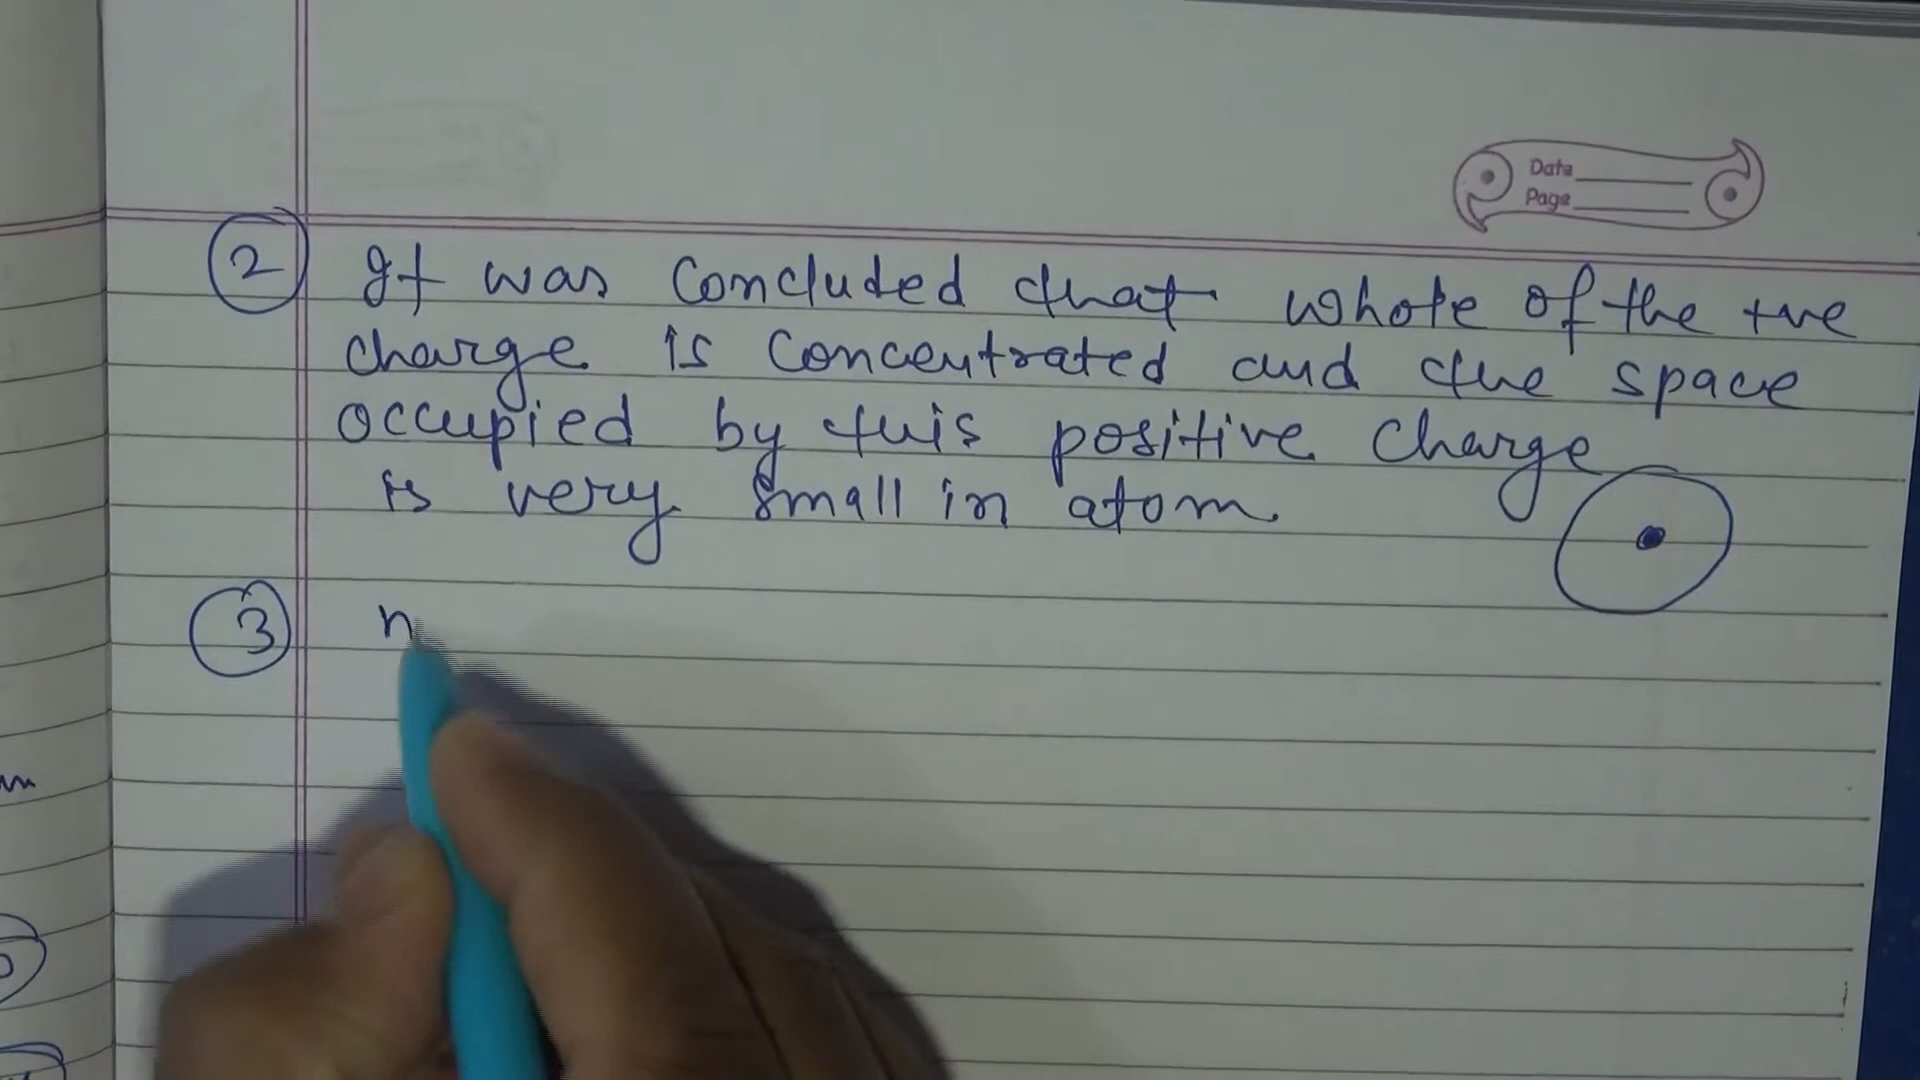 Date
Page
2 It was concluded that whole of the +ve
charge is concentrated and the space
occupied by this positive charge
is very small in atom.
3 n